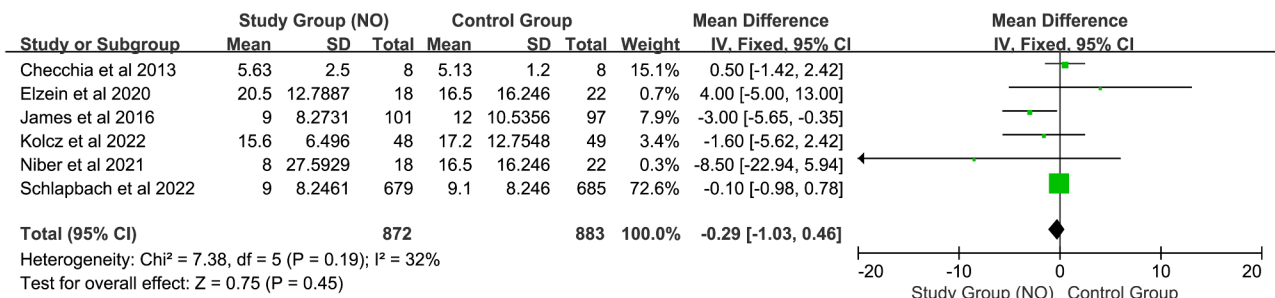 Study Group (NO) Control Group Mean Difference Mean Difference
Study or Subgroup Mean SD Total Mean SD Total Weight IV, Fixed, 95% CI IV, Fixed, 95% CI
Checchia et al 2013 5.63 2.5 8 5.13 1.2 8 15.1% 0.50 [-1.42, 2.42]
Elzein et al 2020 20.5 12.7887 18 16.5 16.246 22 0.7% 4.00 [-5.00, 13.00]
James et al 2016 9 8.2731 101 12 10.5356 97 7.9% -3.00 [-5.65, -0.35]
Kolcz et al 2022 15.6 6.496 48 17.2 12.7548 49 3.4% -1.60 [-5.62, 2.42]
Niber et al 2021 8 27.5929 18 16.5 16.246 22 0.3% -8.50 [-22.94, 5.94]
Schlapbach et al 2022 9 8.2461 679 9.1 8.246 685 72.6% -0.10 [-0.98, 0.78]
Total (95% CI) 872 883 100.0% -0.29 [-1.03, 0.46]
Heterogeneity: Chi² = 7.38, df = 5 (P = 0.19); I² = 32%
Test for overall effect: Z = 0.75 (P = 0.45)
-20 -10 0 10 20
Study Group (NO) Control Group